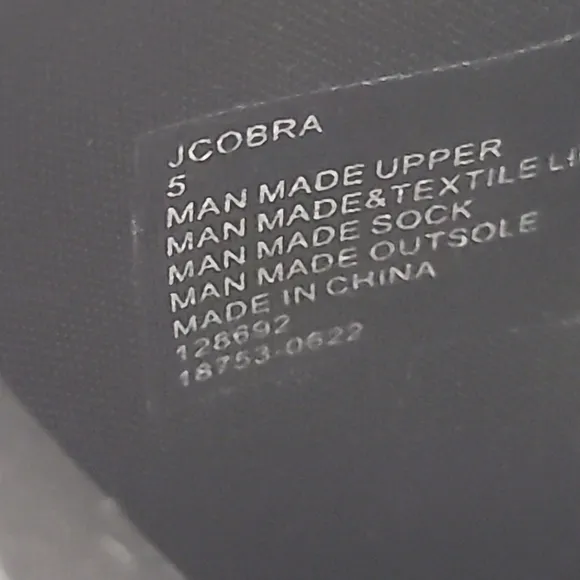 JCOBRA
5
MAN MADE UPPER
MAN MADE&TEXTILE
MAN MADE SOCK
MAN MADE OUTSOLE
MADE IN CHINA
128692
18753-0622